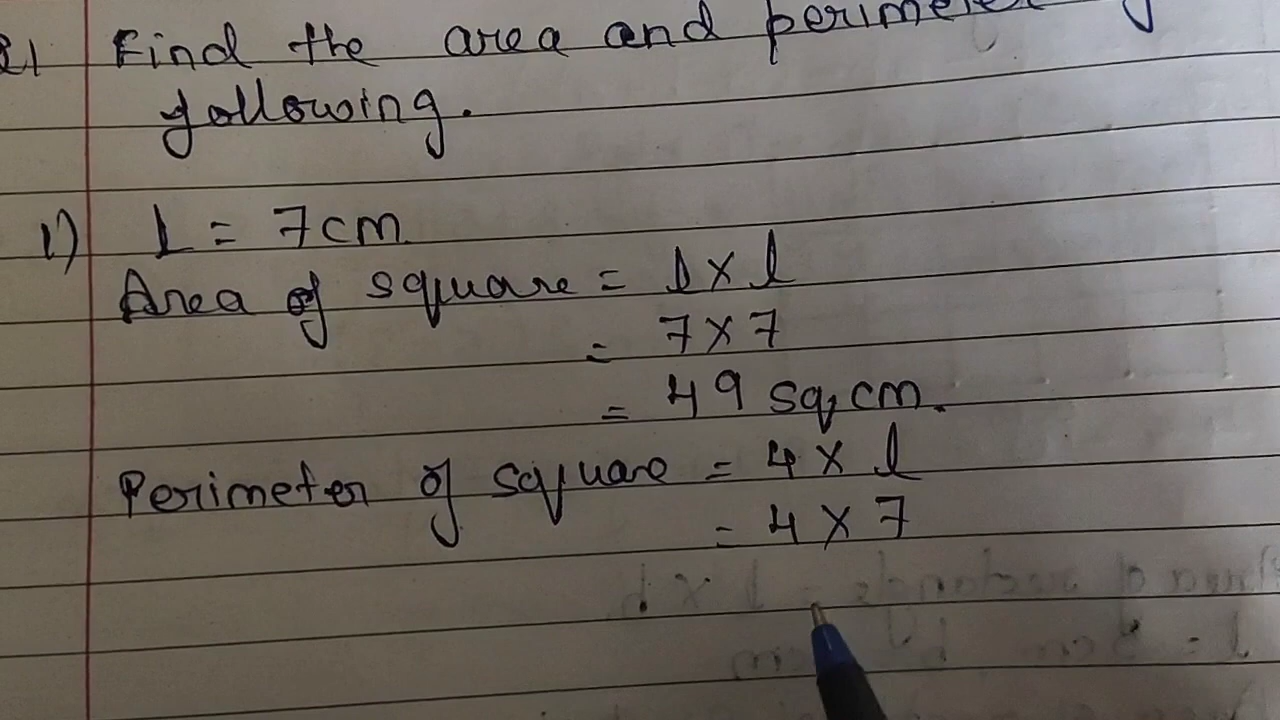 Find the area and perimeter
following.
1) L = 7cm
Area of square = l × l
= 7 × 7
= 49 sq.cm.
Perimeter of square = 4 × l
= 4 × 7